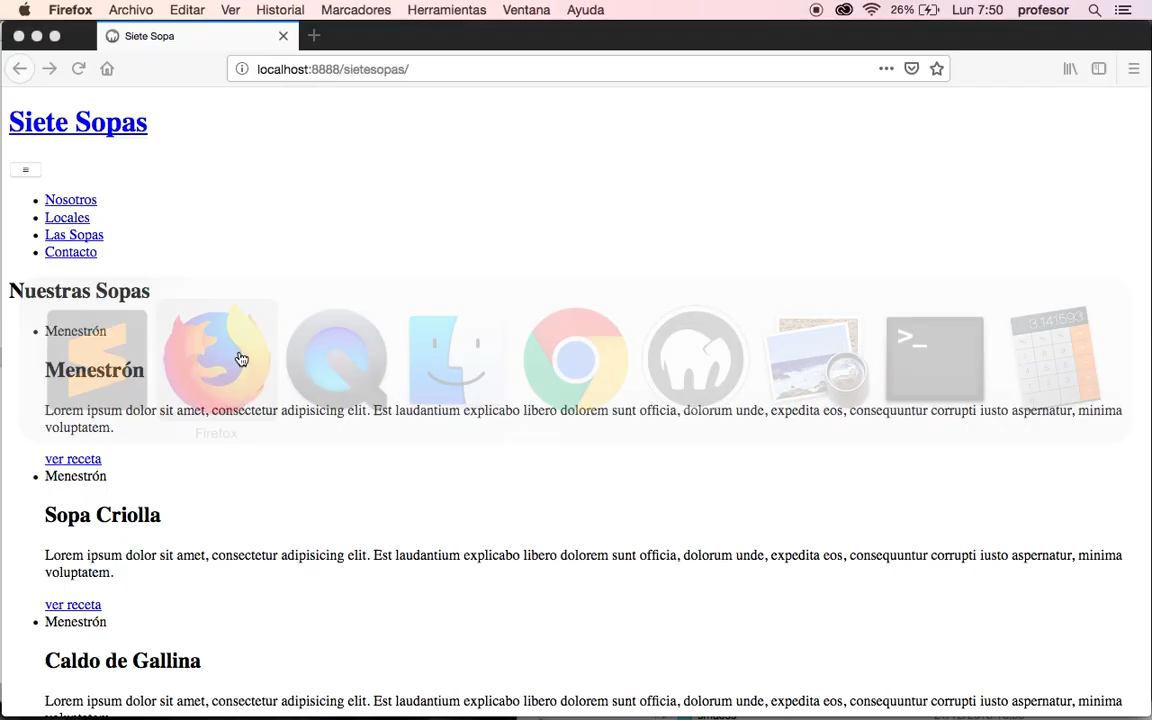 Firefox Archivo Editar Ver Historial Marcadores Herramientas Ventana Ayuda 26% Lun 7:50 profesor
Siete Sopas
localhost:8888/sietesopas/
Siete Sopas
Nosotros
Locales
Las Sopas
Contacto
Nuestras Sopas
Menestrón
3.141593
Menestrón
Lorem ipsum dolor sit amet, consectetur adipisicing elit. Est laudantium explicabo libero dolorem sunt officia, dolorum unde, expedita eos, consequuntur corrupti iusto aspernatur, minima
voluptatem.
Firefox
ver receta
Menestrón
Sopa Criolla
Lorem ipsum dolor sit amet, consectetur adipisicing elit. Est laudantium explicabo libero dolorem sunt officia, dolorum unde, expedita eos, consequuntur corrupti iusto aspernatur, minima
voluptatem.
ver receta
Menestrón
Caldo de Gallina
Lorem ipsum dolor sit amet, consectetur adipisicing elit. Est laudantium explicabo libero dolorem sunt officia, dolorum unde, expedita eos, consequuntur corrupti iusto aspernatur, minima